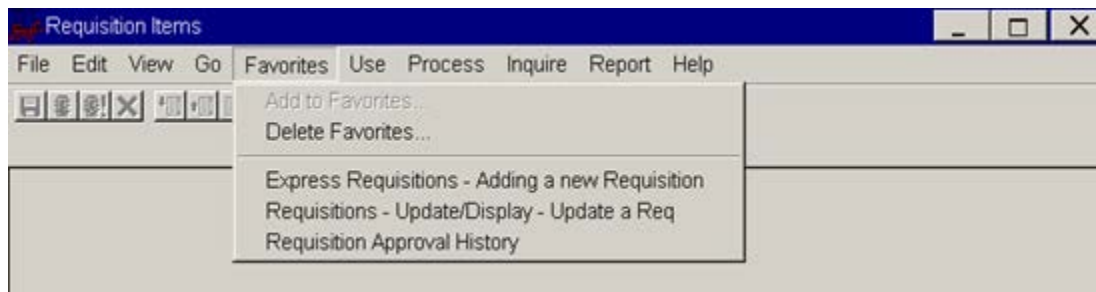 Requisition Items
File Edit View Go Favorites Use Process Inquire Report Help
Add to Favorites...
Delete Favorites...
Express Requisitions - Adding a new Requisition
Requisitions - Update/Display - Update a Req
Requisition Approval History